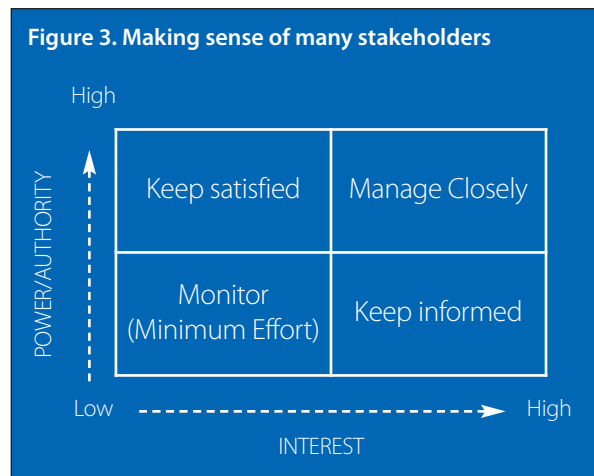 Figure 3. Making sense of many stakeholders
High
Keep satisfied
Manage Closely
POWER/AUTHORITY
Monitor
(Minimum Effort)
Keep informed
Low
High
INTEREST